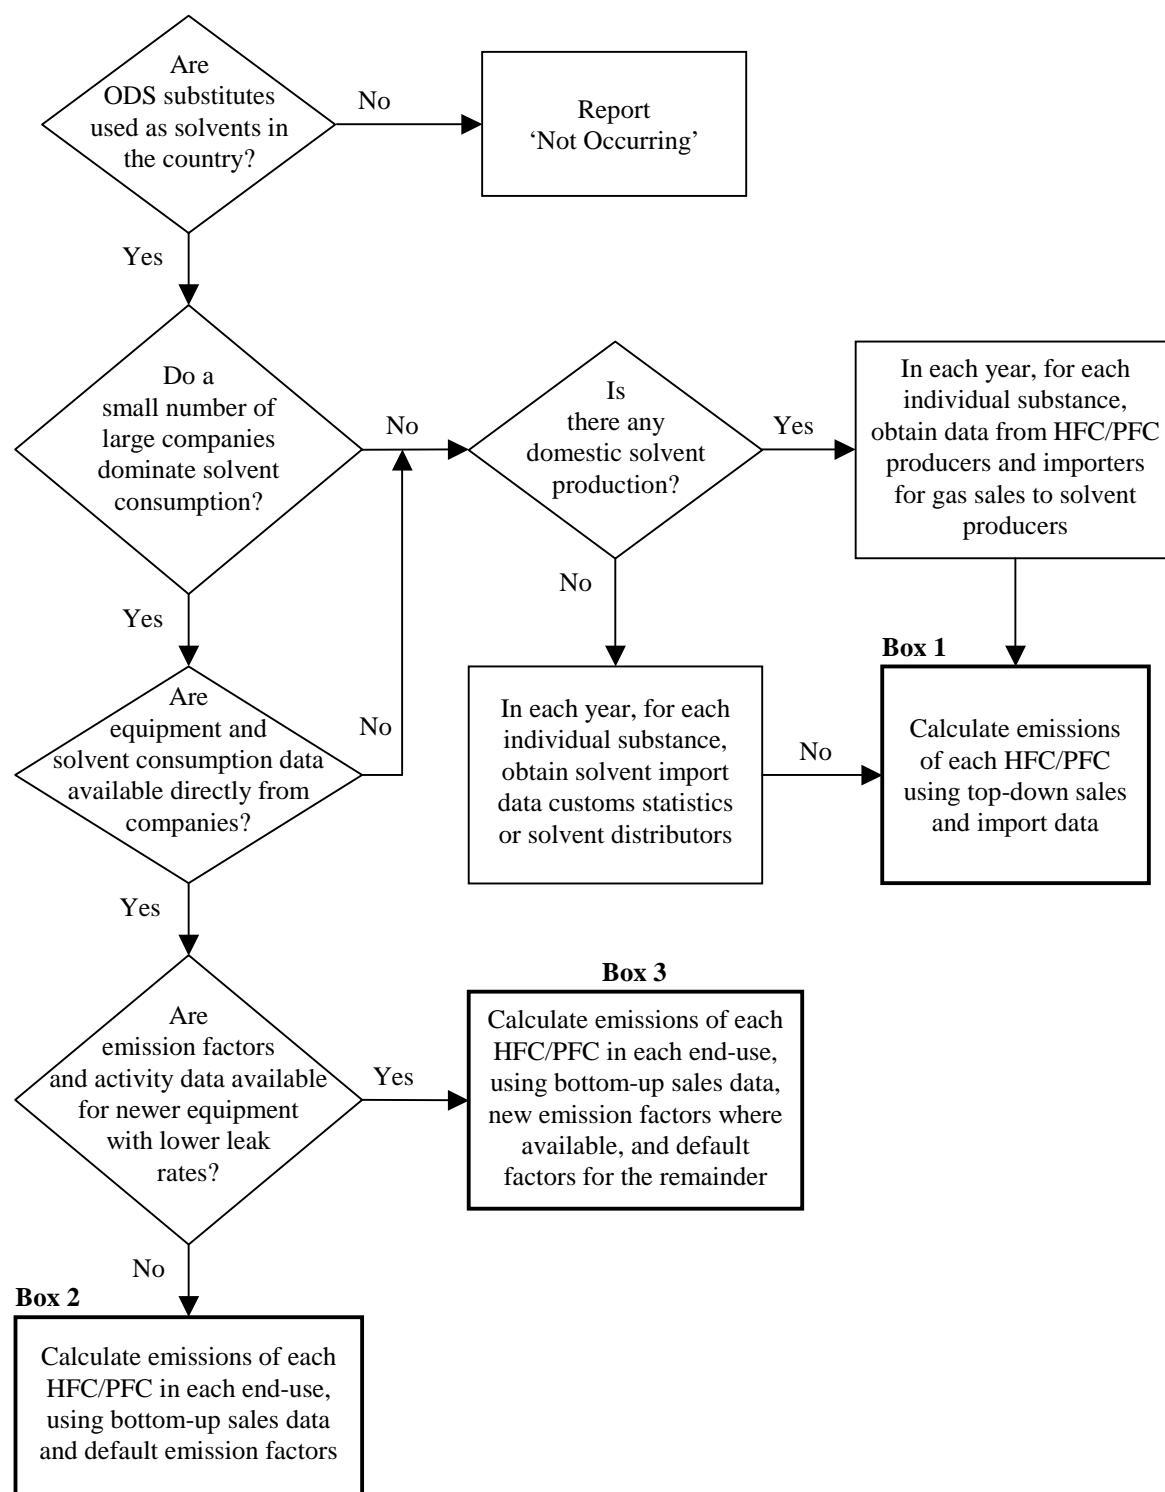 Are
ODS substitutes
used as solvents in
the country?
No
Report
‘Not Occurring’
Yes
Do a
small number of
large companies
dominate solvent
consumption?
No
Is
there any
domestic solvent
production?
Yes
In each year, for each
individual substance,
obtain data from HFC/PFC
producers and importers
for gas sales to solvent
producers
No
Yes
Box 1
Are
equipment and
solvent consumption data
available directly from
companies?
No
In each year, for each
individual substance,
obtain solvent import
data customs statistics
or solvent distributors
No
Calculate emissions
of each HFC/PFC
using top-down sales
and import data
Yes
Are
emission factors
and activity data available
for newer equipment
with lower leak
rates?
Yes
Box 3
Calculate emissions of each
HFC/PFC in each end-use,
using bottom-up sales data,
new emission factors where
available, and default
factors for the remainder
No
Box 2
Calculate emissions of each
HFC/PFC in each end-use,
using bottom-up sales data
and default emission factors